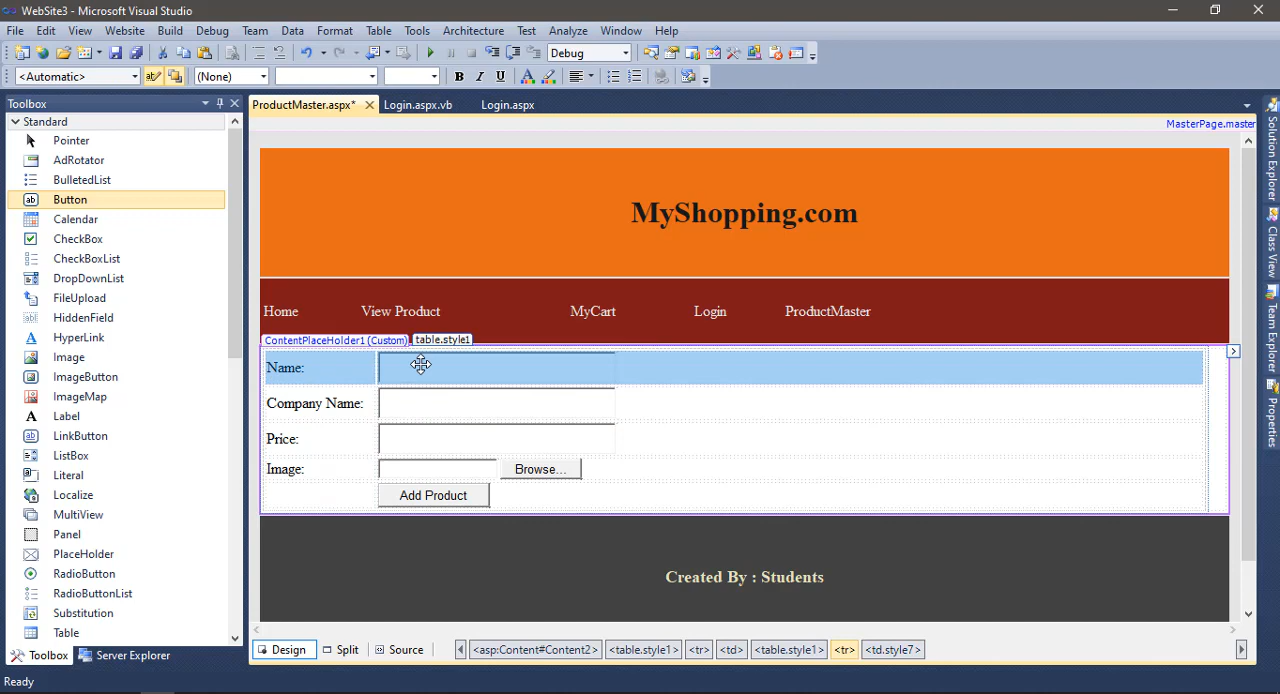 WebSite3 - Microsoft Visual Studio
File Edit View Website Build Debug Team Data Format Table Tools Architecture Test Analyze Window Help
Debug
<Automatic> (None) B I U A
Toolbox
ProductMaster.aspx* Login.aspx.vb Login.aspx
MasterPage.master
Standard
Pointer
AdRotator
BulletedList
Button
Calendar
CheckBox
CheckBoxList
DropDownList
FileUpload
HiddenField
HyperLink
Image
ImageButton
ImageMap
Label
LinkButton
ListBox
Literal
Localize
MultiView
Panel
PlaceHolder
RadioButton
RadioButtonList
Substitution
Table
MyShopping.com
Home View Product MyCart Login ProductMaster
ContentPlaceHolder1 (Custom) table.style1
Name:
Company Name:
Price:
Image: Browse...
Add Product
Created By : Students
Solution Explorer
Class View
Team Explorer
Properties
Design Split Source <asp:Content#Content2> <table.style1> <tr> <td> <table.style1> <tr> <td.style7>
Toolbox Server Explorer
Ready